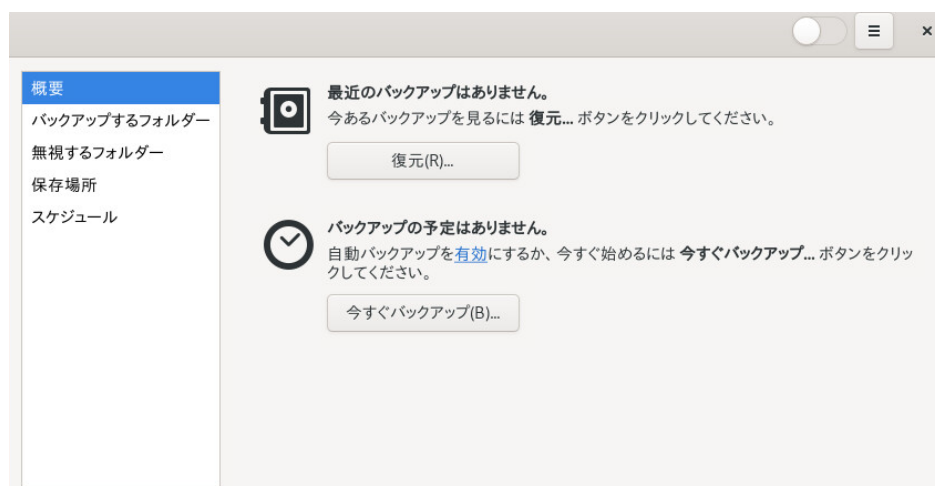 概要
バックアップするフォルダー
無視するフォルダー
保存場所
スケジュール
最近のバックアップはありません。
今あるバックアップを見るには 復元... ボタンをクリックしてください。
復元(R)...
バックアップの予定はありません。
自動バックアップを有効にするか、今すぐ始めるには 今すぐバックアップ... ボタンをクリッ
クしてください。
今すぐバックアップ(B)...